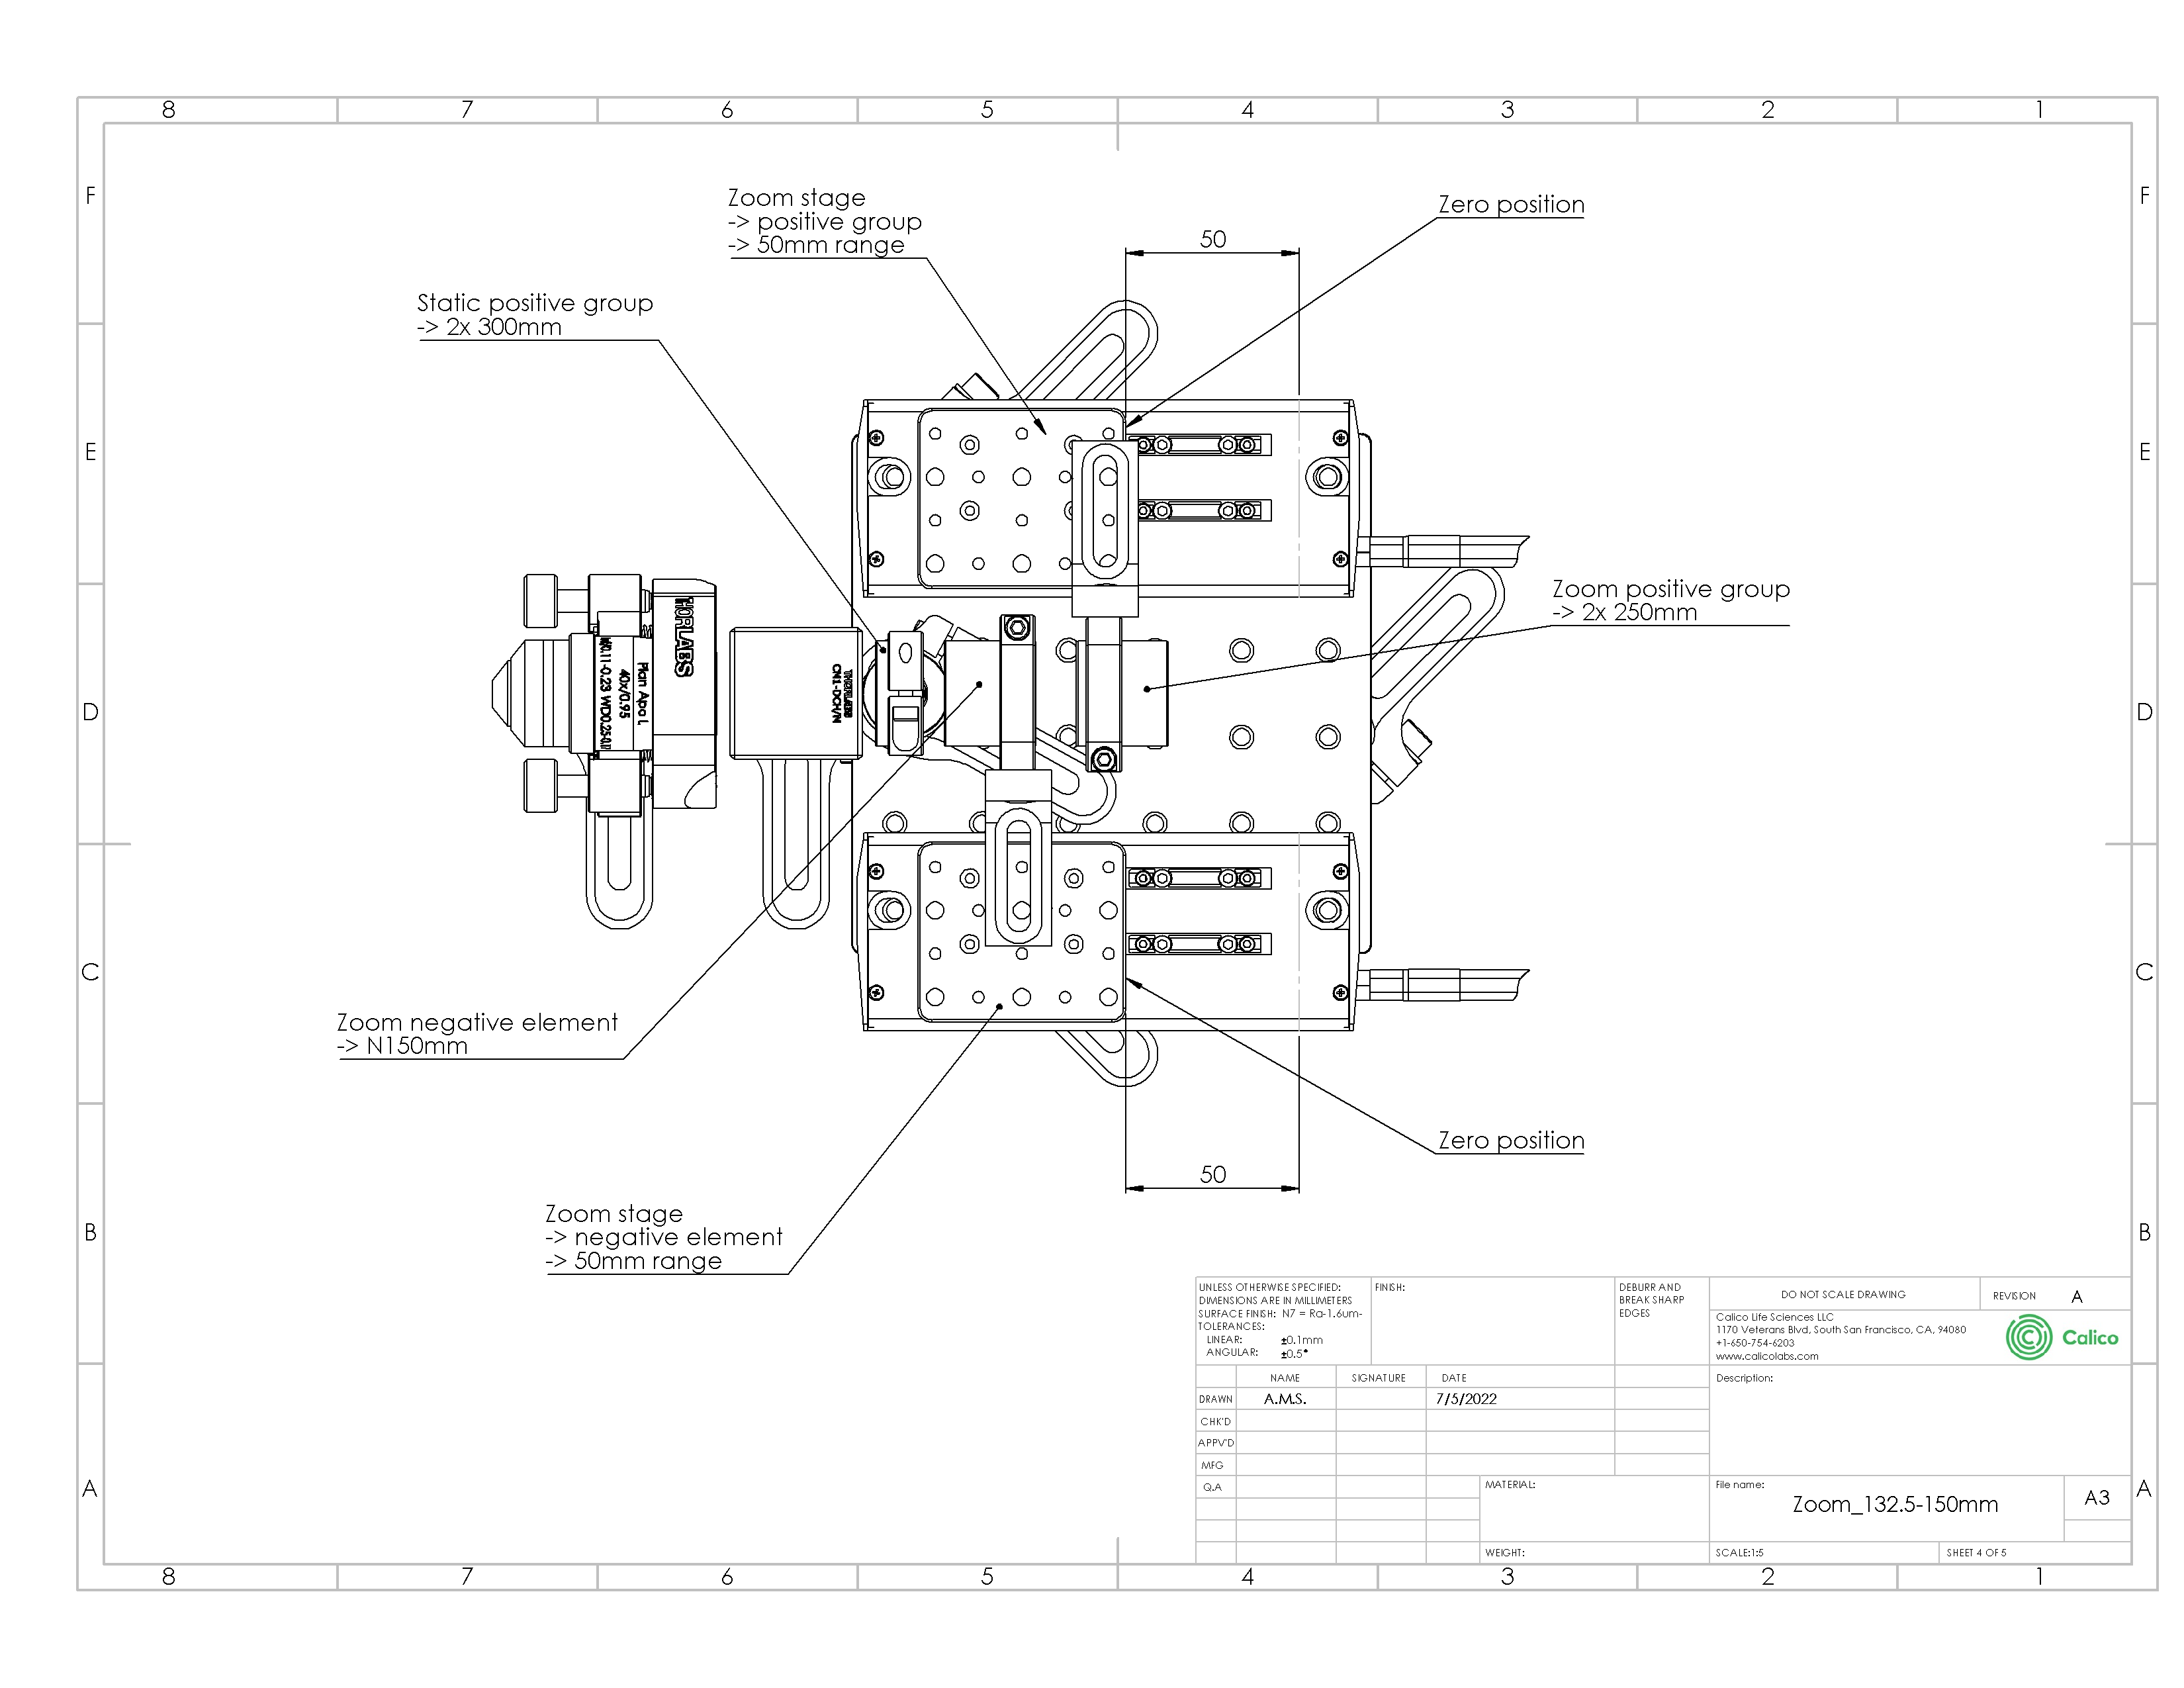 8 7 6 5 4 3 2 1
F F
E E
D D
C C
B B
A A
8 7 6 5 4 3 2 1
Zoom stage
-> positive group
-> 50mm range
Zero position
50
Static positive group
-> 2x 300mm
Zoom positive group
-> 2x 250mm
Plan Apo
40x/0.95
THORLABS
CN1-DCH/N
Zoom negative element
-> N150mm
Zero position
50
Zoom stage
-> negative element
-> 50mm range
UNLESS OTHERWISE SPECIFIED:
DIMENSIONS ARE IN MILLIMETERS
SURFACE FINISH: N7 = Ra-1.6um-
TOLERANCES:
LINEAR: ±0.1mm
ANGULAR: ±0.5°
FINISH:
DEBURR AND
BREAK SHARP
EDGES
DO NOT SCALE DRAWING
REVISION A
Calico Life Sciences LLC
1170 Veterans Blvd, South San Francisco, CA, 94080
+1-650-754-6203
www.calicolabs.com
Calico
NAME SIGNATURE DATE
DRAWN A.M.S. 7/5/2022
CHK'D
APPV'D
MFG
Q.A
Description:
MATERIAL:
File name:
Zoom_132.5-150mm
A3
WEIGHT:
SCALE:1:5
SHEET 4 OF 5